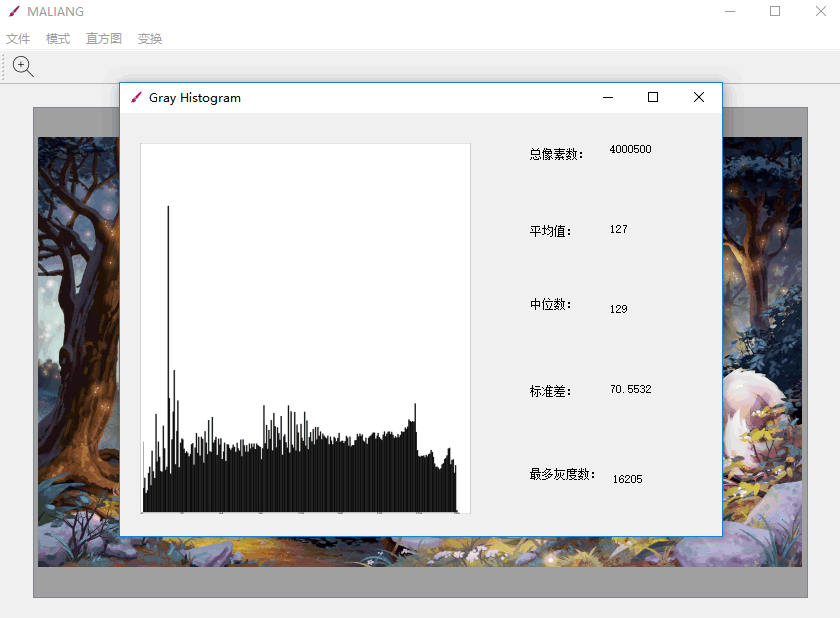 MALIANG
文件 模式 直方图 变换
Gray Histogram
总像素数： 4000500
平均值： 127
中位数： 129
标准差： 70.5532
最多灰度数： 16205